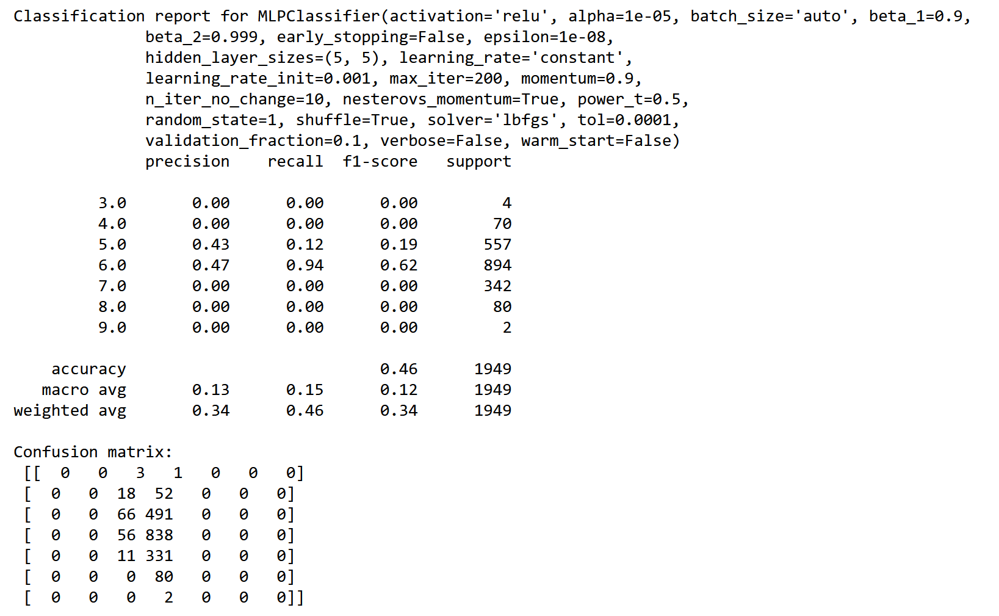 Classification report for MLPClassifier(activation='relu', alpha=1e-05, batch_size='auto', beta_1=0.9,
              beta_2=0.999, early_stopping=False, epsilon=1e-08,
              hidden_layer_sizes=(5, 5), learning_rate='constant',
              learning_rate_init=0.001, max_iter=200, momentum=0.9,
              n_iter_no_change=10, nesterovs_momentum=True, power_t=0.5,
              random_state=1, shuffle=True, solver='lbfgs', tol=0.0001,
              validation_fraction=0.1, verbose=False, warm_start=False)
              precision    recall  f1-score   support

         3.0       0.00      0.00      0.00         4
         4.0       0.00      0.00      0.00        70
         5.0       0.43      0.12      0.19       557
         6.0       0.47      0.94      0.62       894
         7.0       0.00      0.00      0.00       342
         8.0       0.00      0.00      0.00        80
         9.0       0.00      0.00      0.00         2

    accuracy                           0.46      1949
   macro avg       0.13      0.15      0.12      1949
weighted avg       0.34      0.46      0.34      1949

Confusion matrix:
 [[  0   0   3   1   0   0   0]
 [  0   0  18  52   0   0   0]
 [  0   0  66 491   0   0   0]
 [  0   0  56 838   0   0   0]
 [  0   0  11 331   0   0   0]
 [  0   0   0  80   0   0   0]
 [  0   0   0   2   0   0   0]]